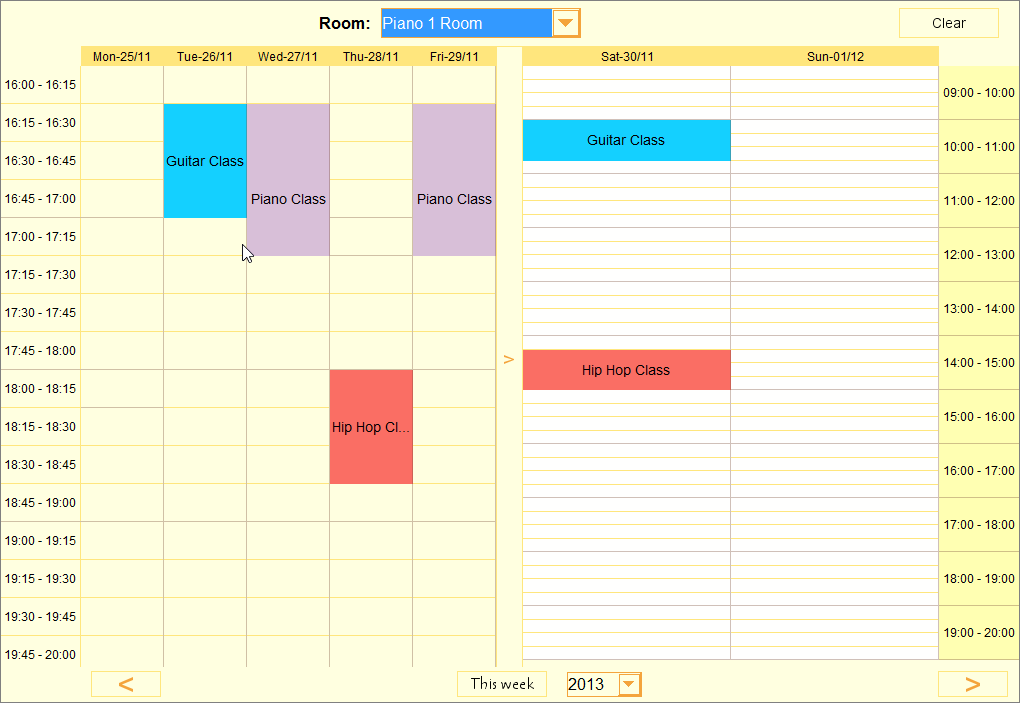 Room: Piano 1 Room Clear
Mon-25/11 Tue-26/11 Wed-27/11 Thu-28/11 Fri-29/11 Sat-30/11 Sun-01/12
16:00 - 16:15
16:15 - 16:30
16:30 - 16:45
16:45 - 17:00
17:00 - 17:15
17:15 - 17:30
17:30 - 17:45
17:45 - 18:00
18:00 - 18:15
18:15 - 18:30
18:30 - 18:45
18:45 - 19:00
19:00 - 19:15
19:15 - 19:30
19:30 - 19:45
19:45 - 20:00
Guitar Class
Piano Class
Hip Hop Cl...
Piano Class
>
Guitar Class
Hip Hop Class
09:00 - 10:00
10:00 - 11:00
11:00 - 12:00
12:00 - 13:00
13:00 - 14:00
14:00 - 15:00
15:00 - 16:00
16:00 - 17:00
17:00 - 18:00
18:00 - 19:00
19:00 - 20:00
< This week 2013 >